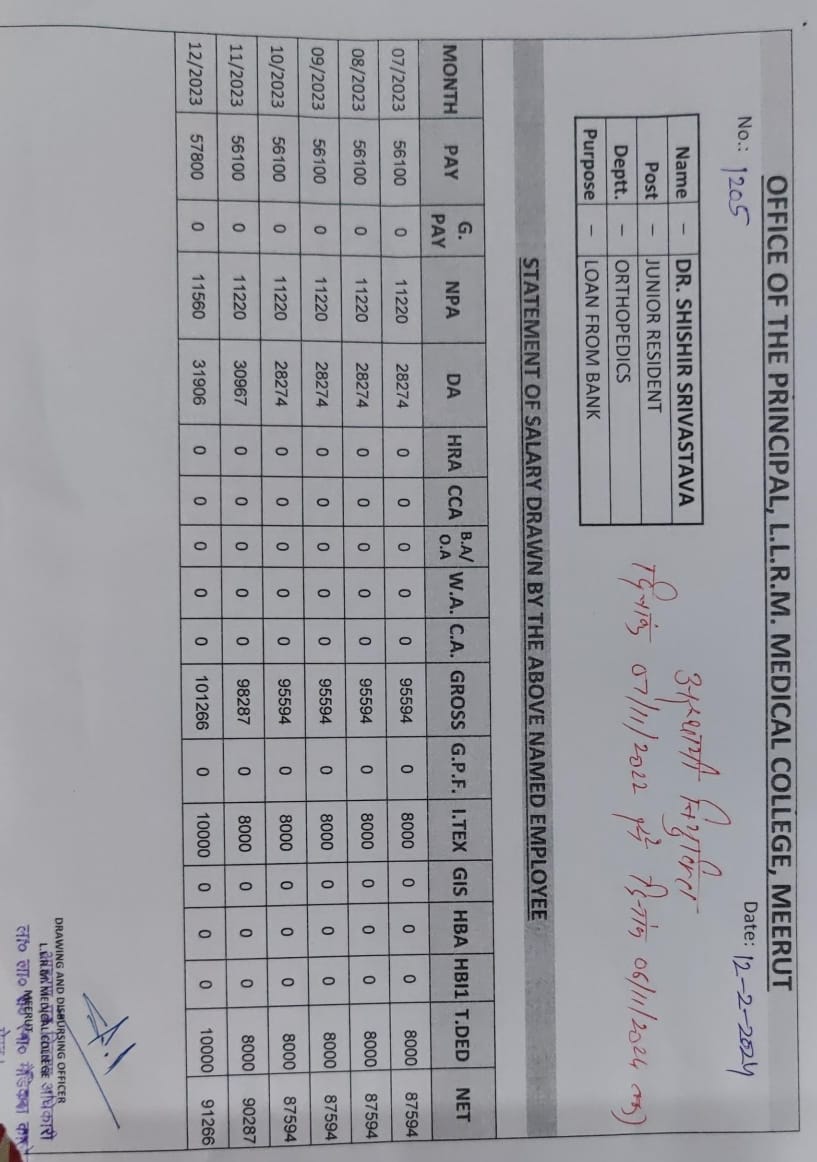 OFFICE OF THE PRINCIPAL, L.L.R.M. MEDICAL COLLEGE, MEERUT
No.: 1205
Date: 12-2-2024
Name – DR. SHISHIR SRIVASTAVA
Post – JUNIOR RESIDENT
Deptt. – ORTHOPEDICS
Purpose – LOAN FROM BANK
अस्थायी नियुक्ति
दिनांक 07/11/2022 से दिनांक 06/11/2024 तक)
STATEMENT OF SALARY DRAWN BY THE ABOVE NAMED EMPLOYEE
MONTH PAY G. PAY NPA DA HRA CCA B.A/ O.A W.A. C.A. GROSS G.P.F. I.TEX GIS HBA HBI1 T.DED NET
07/2023 56100 0 11220 28274 0 0 0 0 0 95594 0 8000 0 0 0 8000 87594
08/2023 56100 0 11220 28274 0 0 0 0 0 95594 0 8000 0 0 0 8000 87594
09/2023 56100 0 11220 28274 0 0 0 0 0 95594 0 8000 0 0 0 8000 87594
10/2023 56100 0 11220 28274 0 0 0 0 0 95594 0 8000 0 0 0 8000 87594
11/2023 56100 0 11220 30967 0 0 0 0 0 98287 0 8000 0 0 0 8000 90287
12/2023 57800 0 11560 31906 0 0 0 0 0 101266 0 10000 0 0 0 10000 91266
DRAWING AND DISBURSING OFFICER
L.L.R.M. MEDICAL COLLEGE
अधिकारी
MEERUT
ला० ला० मेडिकल